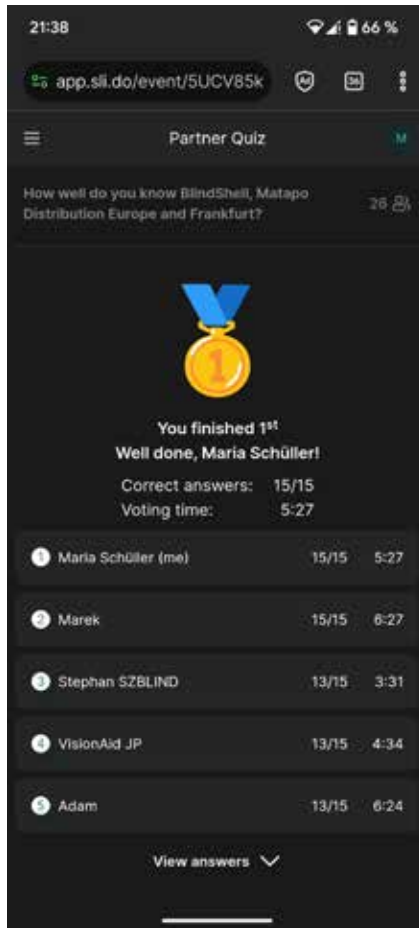 21:38 66 %
app.sli.do/event/5UCV85k Ad 36
Partner Quiz M
How well do you know BlindShell, Matapo
Distribution Europe and Frankfurt? 26
1
You finished 1st
Well done, Maria Schüller!
Correct answers: 15/15
Voting time: 5:27
1 Maria Schüller (me) 15/15 5:27
2 Marek 15/15 6:27
3 Stephan SZBLIND 13/15 3:31
4 VisionAid JP 13/15 4:34
5 Adam 13/15 6:24
View answers